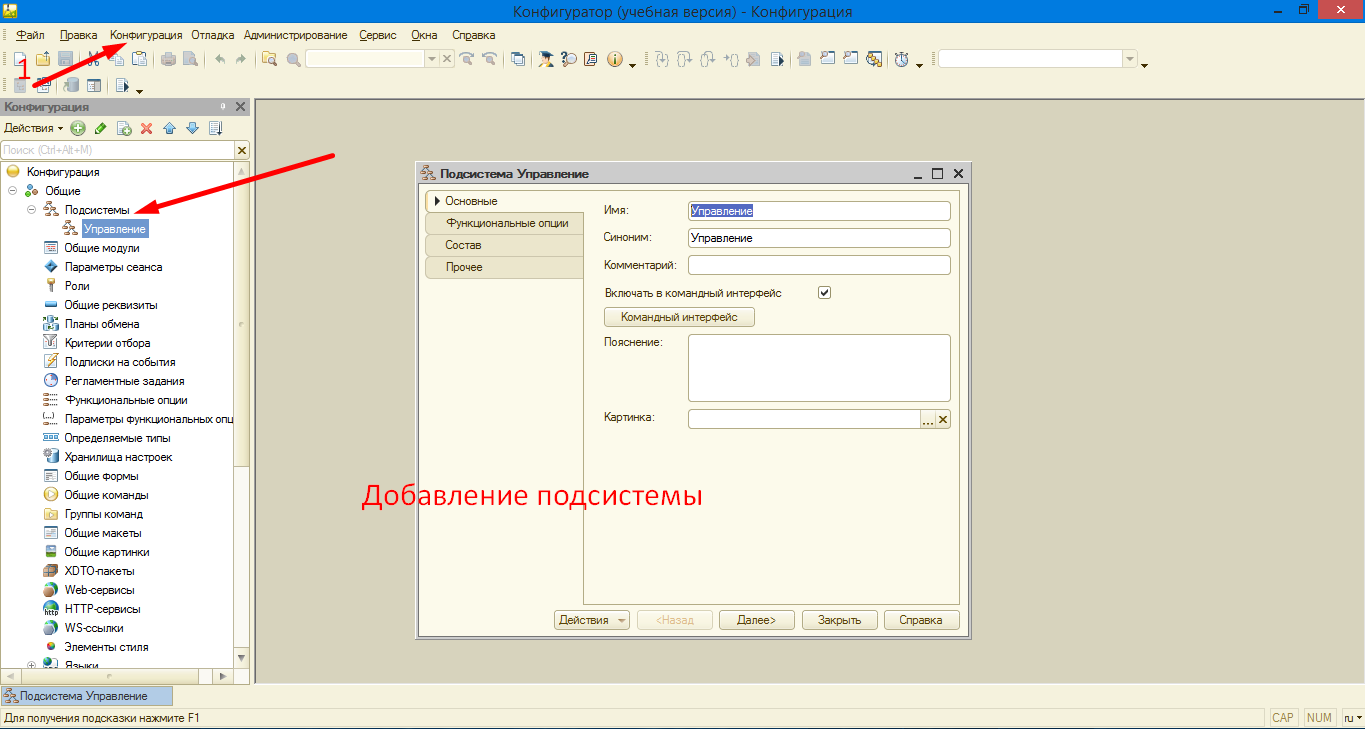 Конфигуратор (учебная версия) - Конфигурация
Файл Правка Конфигурация Отладка Администрирование Сервис Окна Справка
1
Конфигурация
Действия
Поиск (Ctrl+Alt+M)
Конфигурация
Общие
Подсистемы
Управление
Общие модули
Параметры сеанса
Роли
Общие реквизиты
Планы обмена
Критерии отбора
Подписки на события
Регламентные задания
Функциональные опции
Параметры функциональных опц
Определяемые типы
Хранилища настроек
Общие формы
Общие команды
Группы команд
Общие макеты
Общие картинки
XDTO-пакеты
Web-сервисы
HTTP-сервисы
WS-ссылки
Элементы стиля
Языки
Подсистема Управление
Основные
Функциональные опции
Состав
Прочее
Имя: Управление
Синоним: Управление
Комментарий:
Включать в командный интерфейс
Командный интерфейс
Пояснение:
Картинка:
...
Добавление подсистемы
Действия <Назад Далее> Закрыть Справка
Подсистема Управление
Для получения подсказки нажмите F1 CAP NUM ru